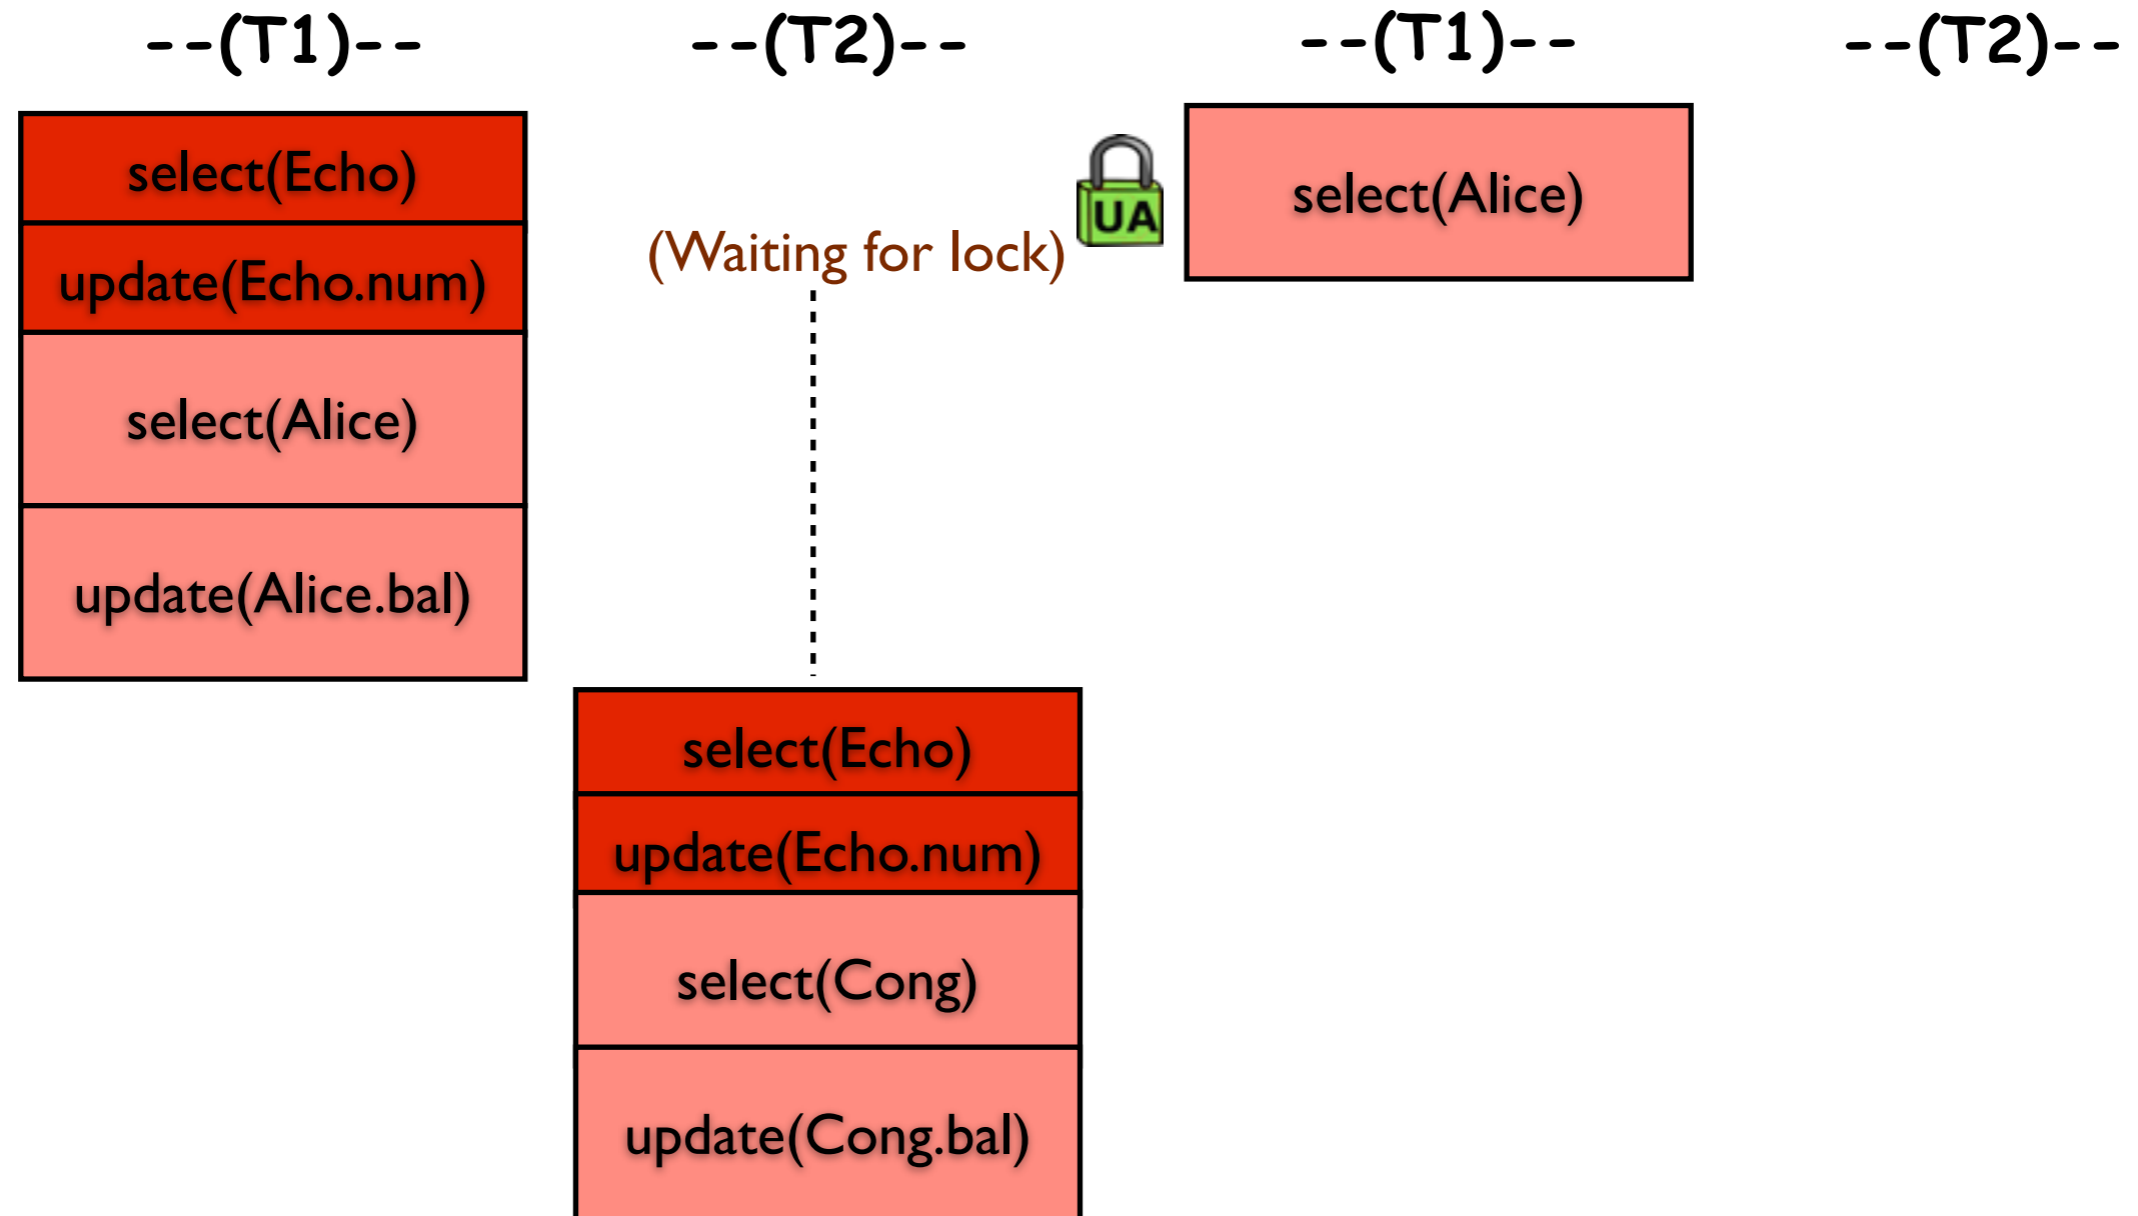 --(T1)--
--(T2)--
--(T1)--
--(T2)--
select(Echo)
update(Echo.num)
select(Alice)
update(Alice.bal)
(Waiting for lock)
select(Echo)
update(Echo.num)
select(Cong)
update(Cong.bal)
UA
select(Alice)